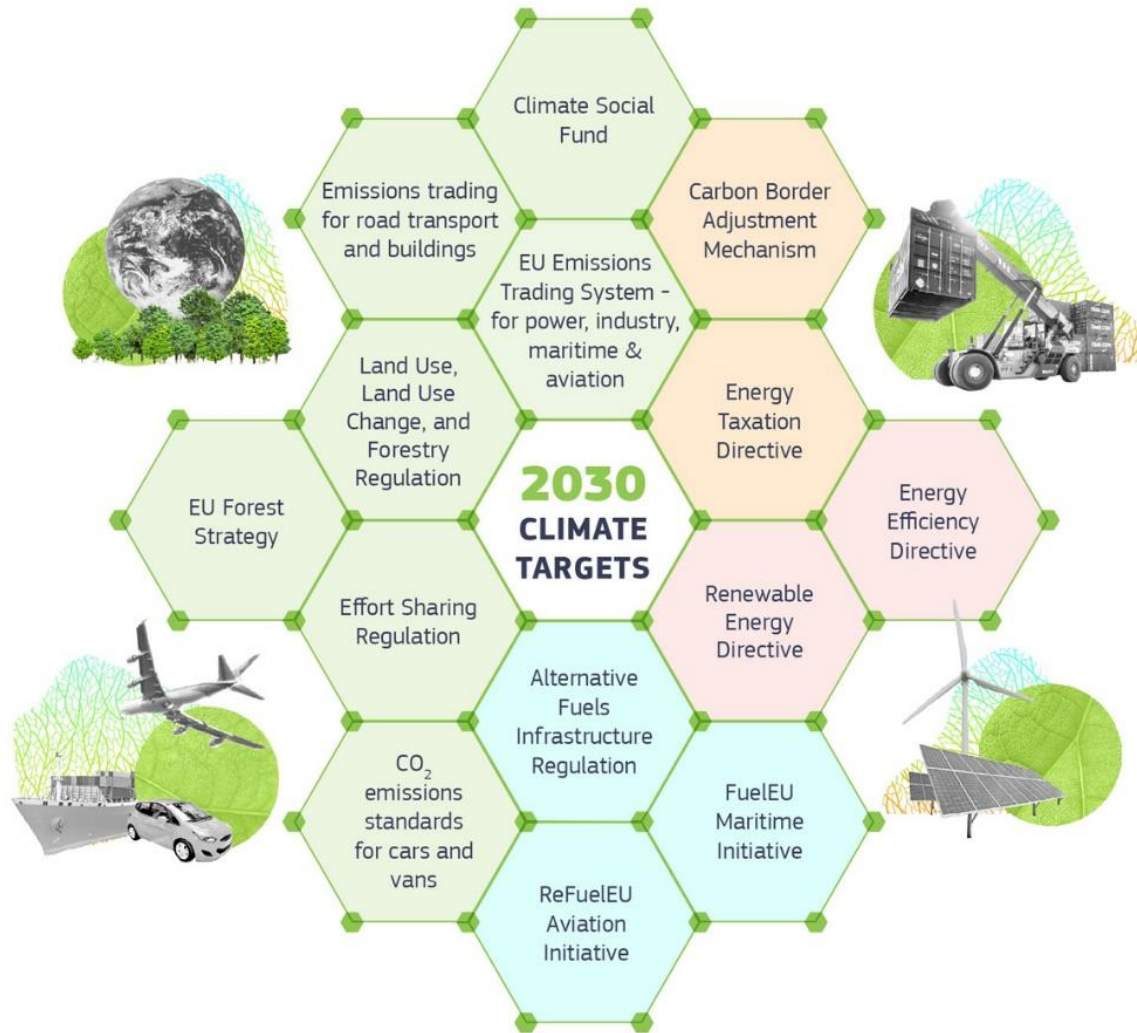 Climate Social
Fund
Emissions trading
for road transport
and buildings
Carbon Border
Adjustment
Mechanism
EU Emissions
Trading System -
for power, industry,
maritime &
aviation
Land Use,
Land Use
Change, and
Forestry
Regulation
Energy
Taxation
Directive
EU Forest
Strategy
2030
CLIMATE
TARGETS
Energy
Efficiency
Directive
Effort Sharing
Regulation
Renewable
Energy
Directive
Alternative
Fuels
Infrastructure
Regulation
CO₂
emissions
standards
for cars and
vans
FuelEU
Maritime
Initiative
ReFuelEU
Aviation
Initiative